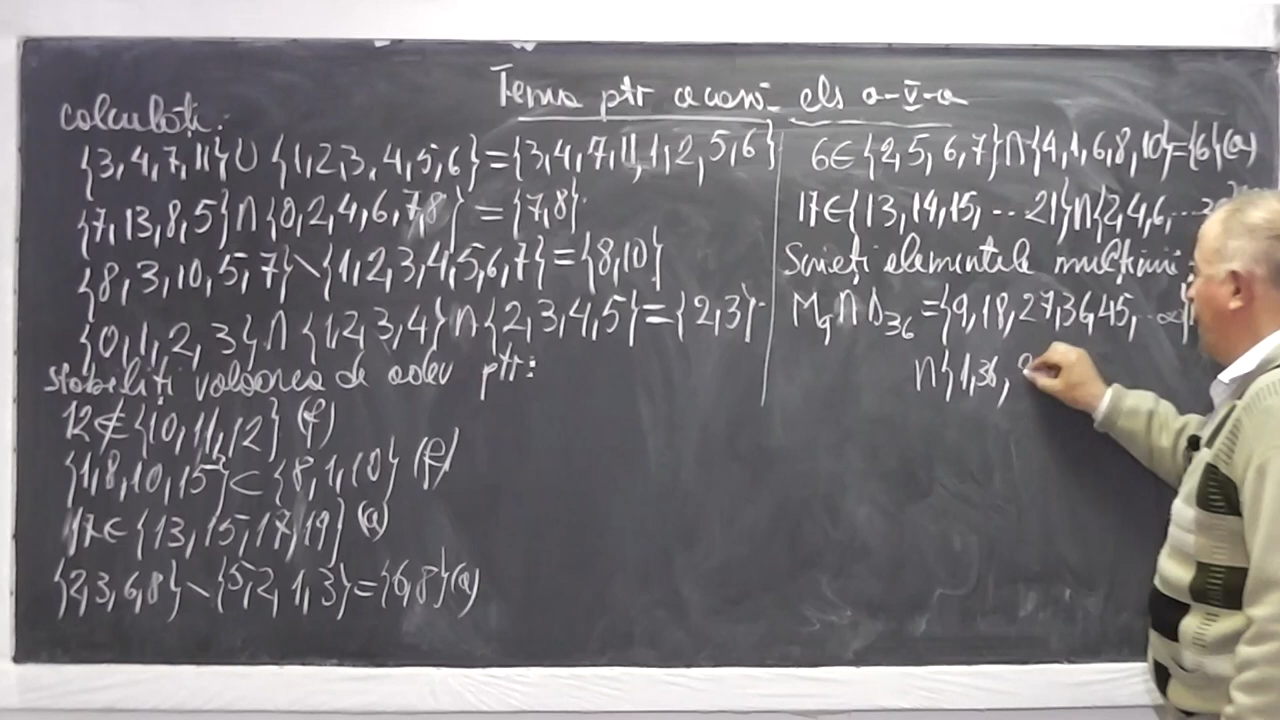 Tema ptr acasă cls a-V-a
Calculați:
{3,4,7,11}∪{1,2,3,4,5,6}={3,4,7,11,1,2,5,6}
{7,13,8,5}∩{0,2,4,6,7,8}={7,8}
{8,3,10,5,7}\{1,2,3,4,5,6,7}={8,10}
{0,1,2,3}∩{1,2,3,4}∩{2,3,4,5}={2,3}
Stabiliți valoarea de adev ptr:
12∉{10,11,12} (f)
{1,8,10,15}⊂{8,1,10} (f)
17∈{13,15,17,19} (a)
{2,3,6,8}\{5,2,1,3}={6,8}(a)
6∈{2,5,6,7}∩{4,1,6,8,10}={6}(a)
17∈{13,14,15,...21}∩{2,4,6,...
Scrieți elementele mulțimii
M₉∩D₃₆={9,18,27,36,45,...
∩{1,36,